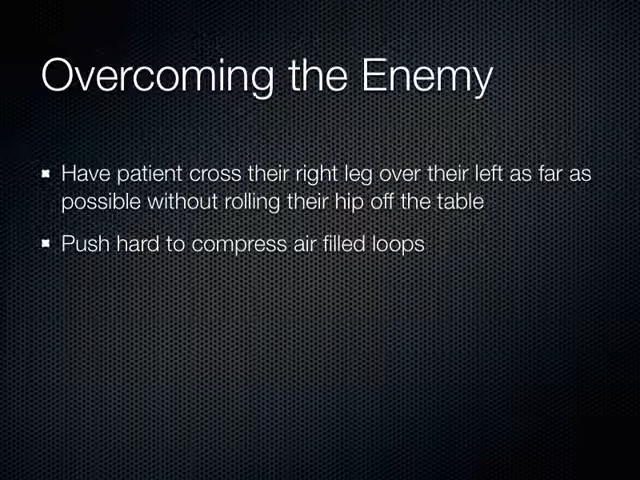 Overcoming the Enemy
Have patient cross their right leg over their left as far as
possible without rolling their hip off the table
Push hard to compress air filled loops